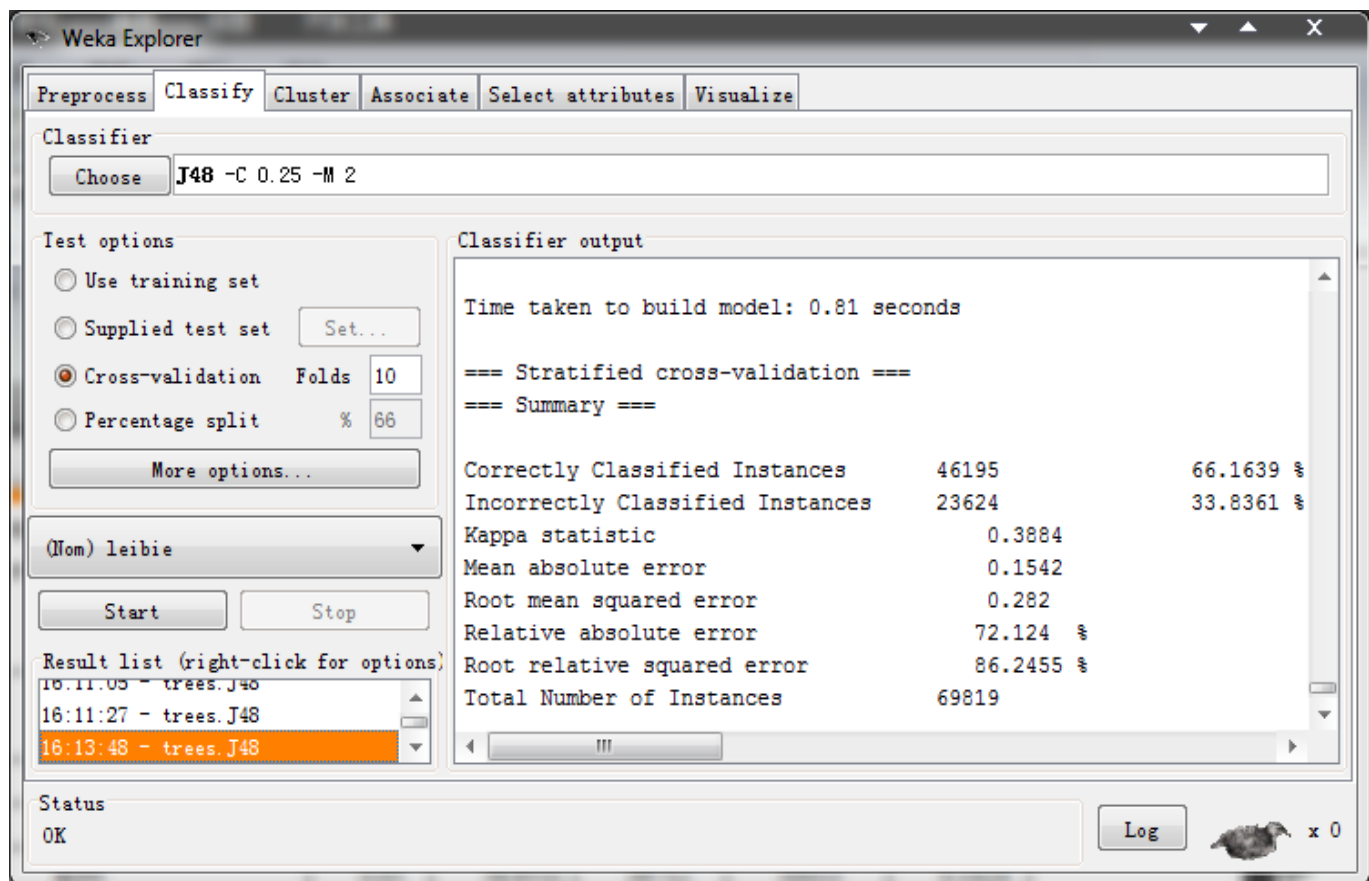 Weka Explorer
X
Preprocess Classify Cluster Associate Select attributes Visualize
Classifier
Choose J48 -C 0.25 -M 2
Test options
Use training set
Supplied test set Set...
Cross-validation Folds 10
Percentage split % 66
More options...
(Nom) leibie
Start Stop
Result list (right-click for options)
16:11:05 - trees.J48
16:11:27 - trees.J48
16:13:48 - trees.J48
Classifier output
Time taken to build model: 0.81 seconds
=== Stratified cross-validation ===
=== Summary ===
Correctly Classified Instances 46195 66.1639 %
Incorrectly Classified Instances 23624 33.8361 %
Kappa statistic 0.3884
Mean absolute error 0.1542
Root mean squared error 0.282
Relative absolute error 72.124 %
Root relative squared error 86.2455 %
Total Number of Instances 69819
Status
OK
Log x 0